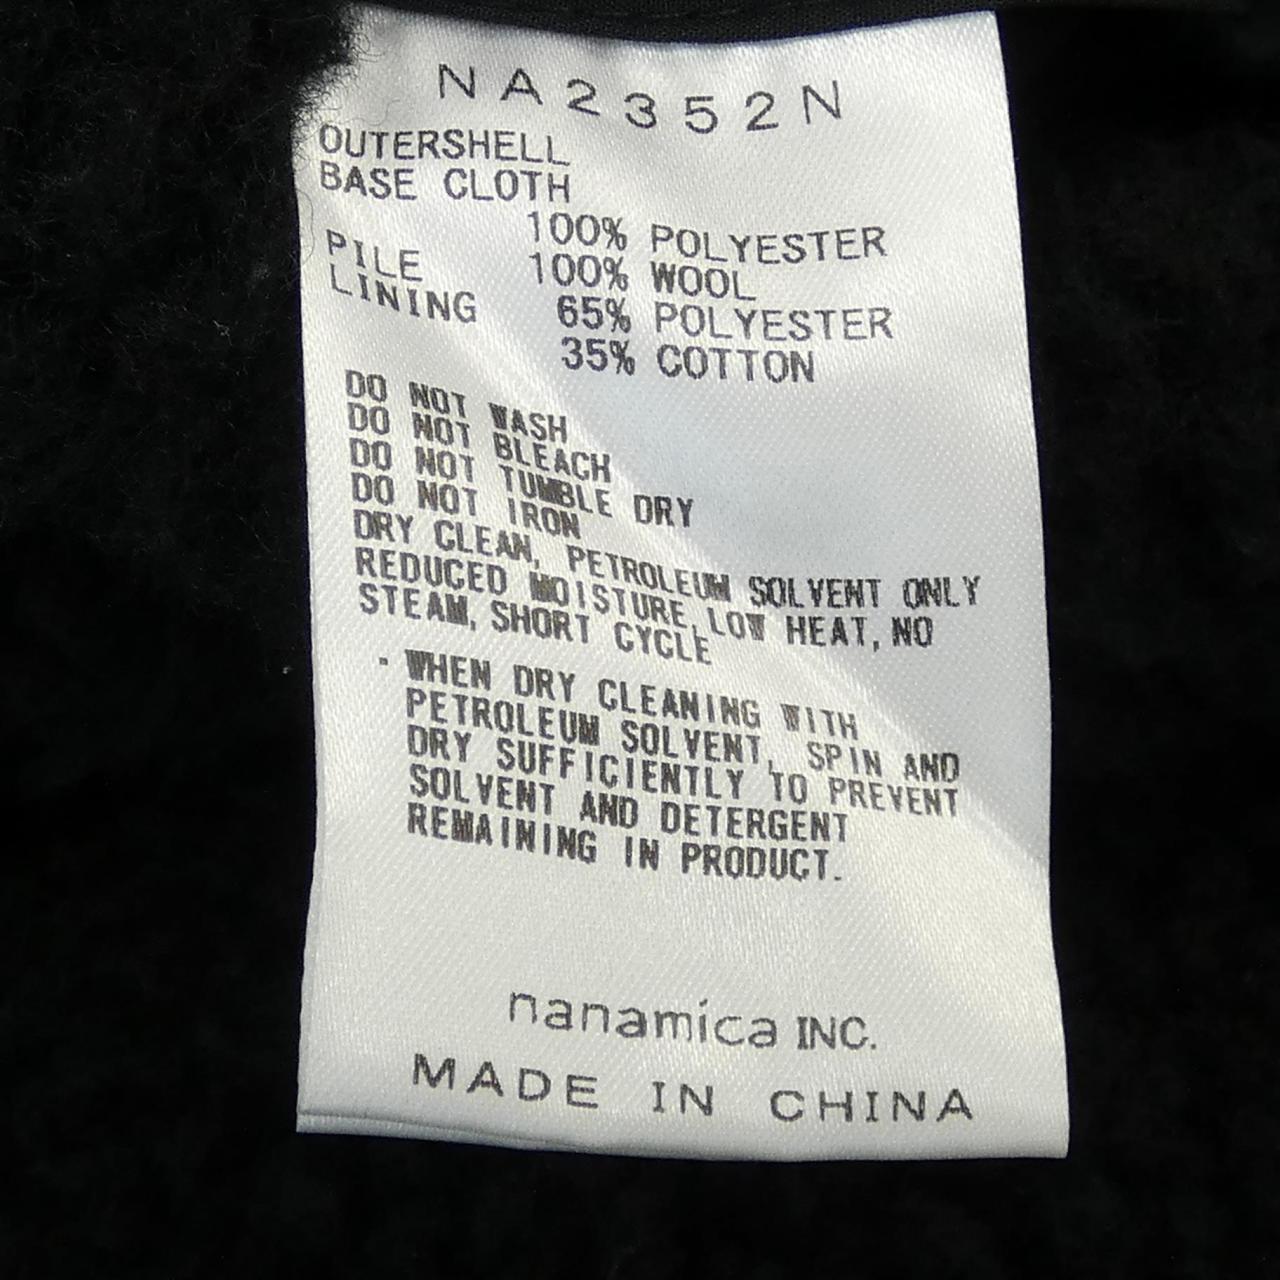 NA2352N
OUTERSHELL
BASE CLOTH
100% POLYESTER
PILE 100% WOOL
LINING 65% POLYESTER
35% COTTON
DO NOT WASH
DO NOT BLEACH
DO NOT TUMBLE DRY
DO NOT IRON
DRY CLEAN, PETROLEUM SOLVENT ONLY
REDUCED MOISTURE, LOW HEAT, NO
STEAM, SHORT CYCLE
・WHEN DRY CLEANING WITH
PETROLEUM SOLVENT, SPIN AND
DRY SUFFICIENTLY TO PREVENT
SOLVENT AND DETERGENT
REMAINING IN PRODUCT.
nanamica INC.
MADE IN CHINA